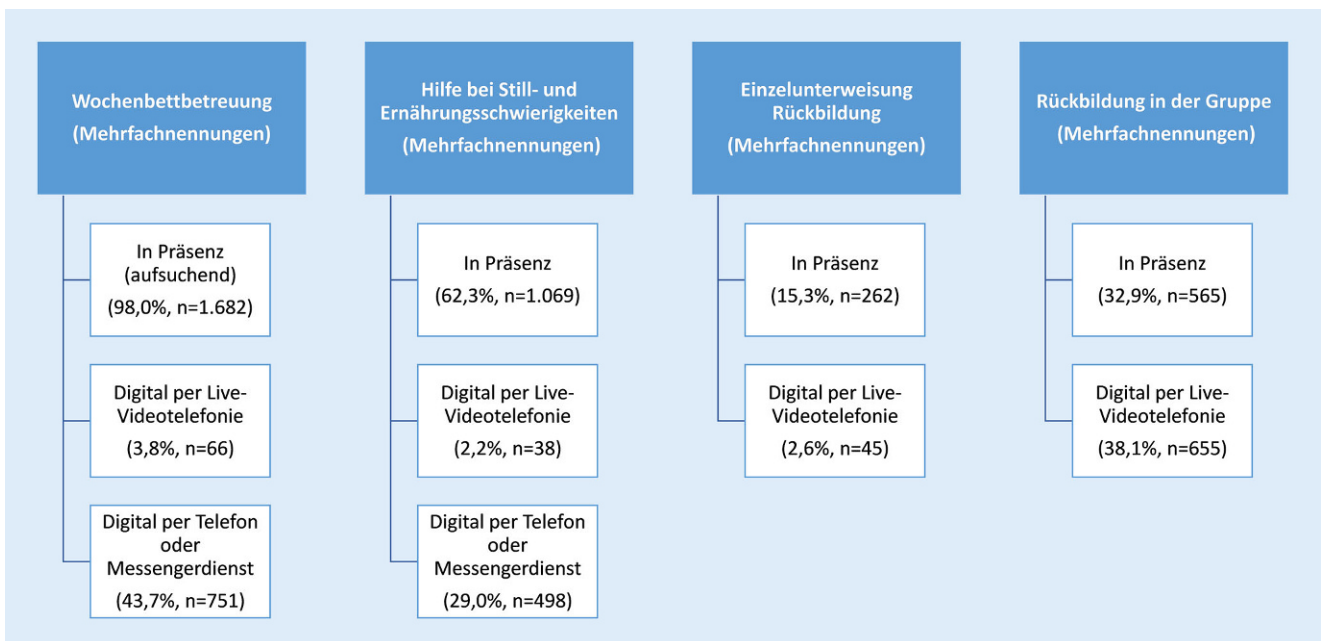 Wochenbettbetreuung
(Mehrfachnennungen)
In Präsenz
(aufsuchend)
(98,0%, n=1.682)
Digital per Live-
Videotelefonie
(3,8%, n=66)
Digital per Telefon
oder
Messengerdienst
(43,7%, n=751)
Hilfe bei Still- und
Ernährungsschwierigkeiten
(Mehrfachnennungen)
In Präsenz
(62,3%, n=1.069)
Digital per Live-
Videotelefonie
(2,2%, n=38)
Digital per Telefon
oder
Messengerdienst
(29,0%, n=498)
Einzelunterweisung
Rückbildung
(Mehrfachnennungen)
In Präsenz
(15,3%, n=262)
Digital per Live-
Videotelefonie
(2,6%, n=45)
Rückbildung in der Gruppe
(Mehrfachnennungen)
In Präsenz
(32,9%, n=565)
Digital per Live-
Videotelefonie
(38,1%, n=655)